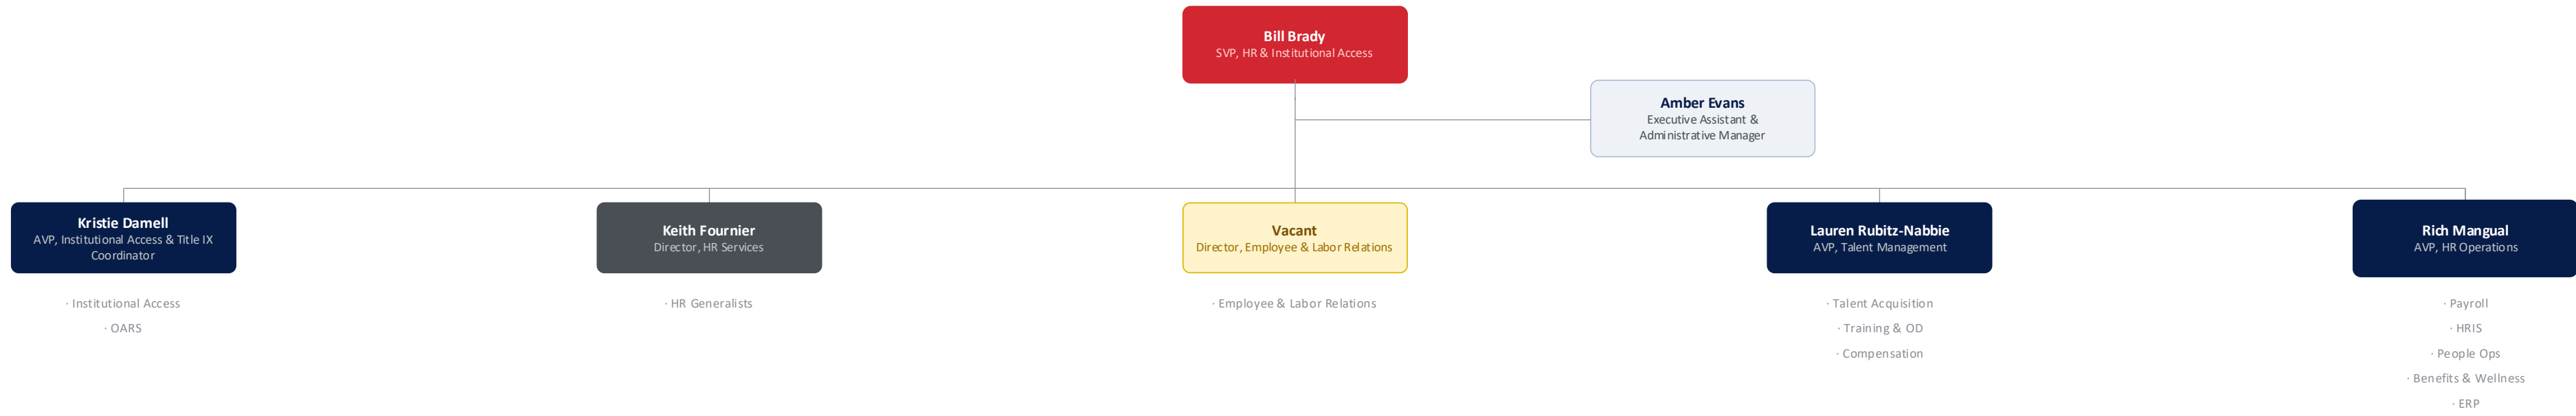 Bill Brady
SVP, HR & Institutional Access
Amber Evans
Executive Assistant &
Administrative Manager
Kristie Damell
AVP, Institutional Access & Title IX
Coordinator
· Institutional Access
· OARS
Keith Fournier
Director, HR Services
· HR Generalists
Vacant
Director, Employee & Labor Relations
· Employee & Labor Relations
Lauren Rubitz-Nabbie
AVP, Talent Management
· Talent Acquisition
· Training & OD
· Compensation
Rich Mangual
AVP, HR Operations
· Payroll
· HRIS
· People Ops
· Benefits & Wellness
· ERP